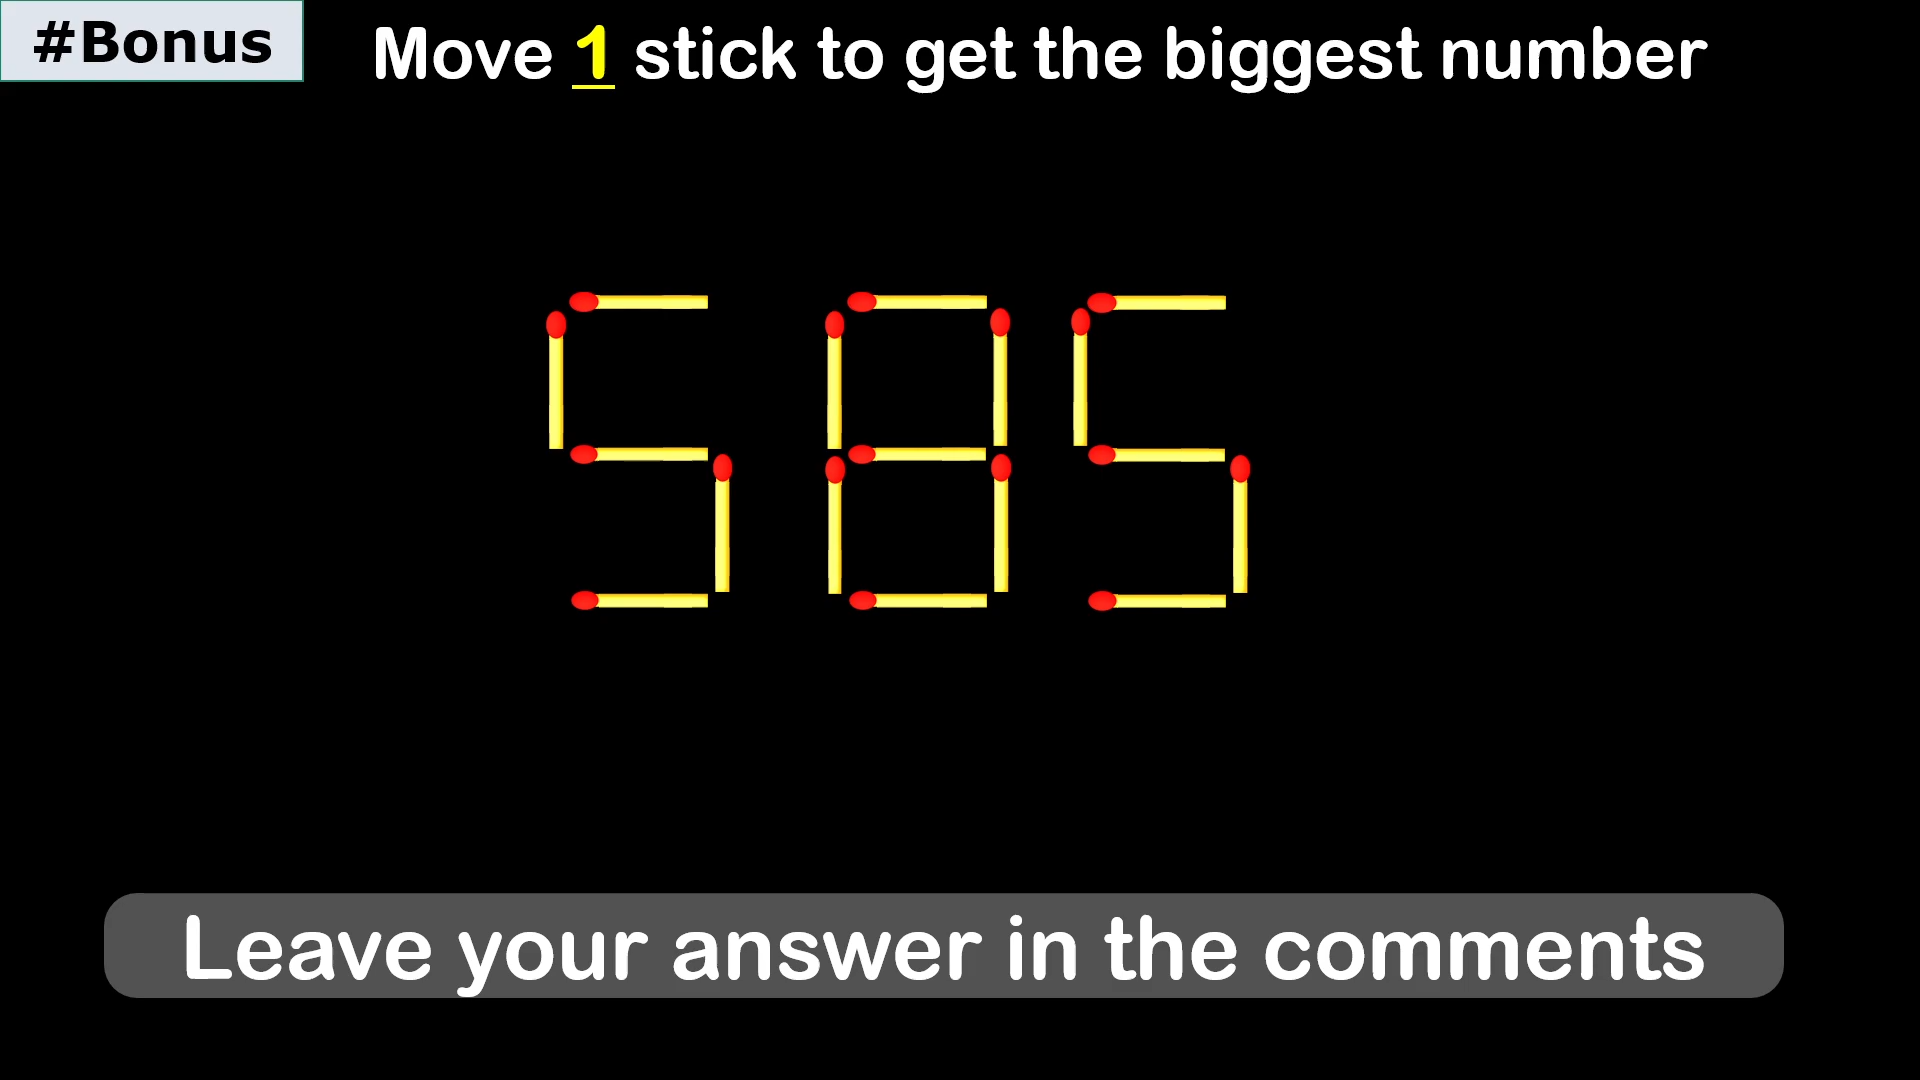 #Bonus
Move 1 stick to get the biggest number
585
Leave your answer in the comments